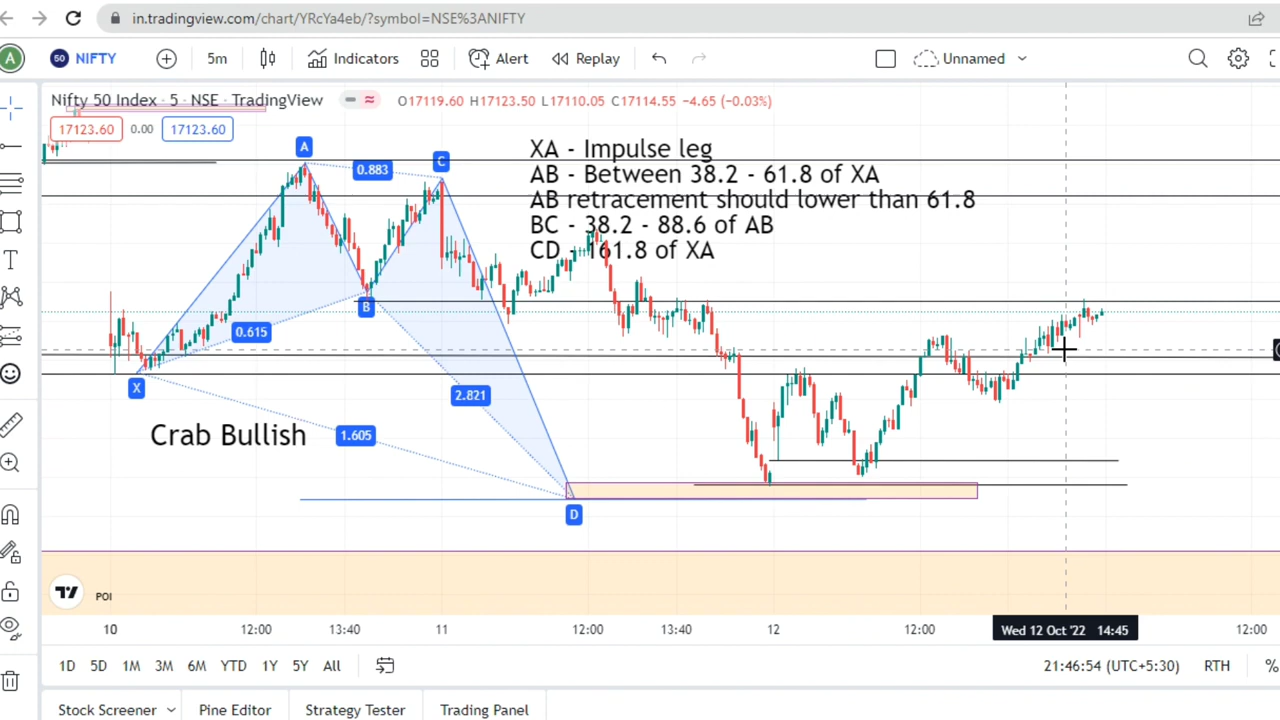 in.tradingview.com/chart/YRcYa4eb/?symbol=NSE%3ANIFTY
A 50 NIFTY 5m Indicators Alert Replay Unnamed
Nifty 50 Index · 5 · NSE · TradingView O17119.60 H17123.50 L17110.05 C17114.55 −4.65 (−0.03%)
17123.60 0.00 17123.60
XA - Impulse leg
AB - Between 38.2 - 61.8 of XA
AB retracement should lower than 61.8
BC - 38.2 - 88.6 of AB
CD - 161.8 of XA
A
C
0.883
B
0.615
X
2.821
Crab Bullish
1.605
D
POI
10 12:00 13:40 11 12:00 13:40 12 12:00 Wed 12 Oct '22 14:45 12:00
1D 5D 1M 3M 6M YTD 1Y 5Y All 21:46:54 (UTC+5:30) RTH %
Stock Screener Pine Editor Strategy Tester Trading Panel